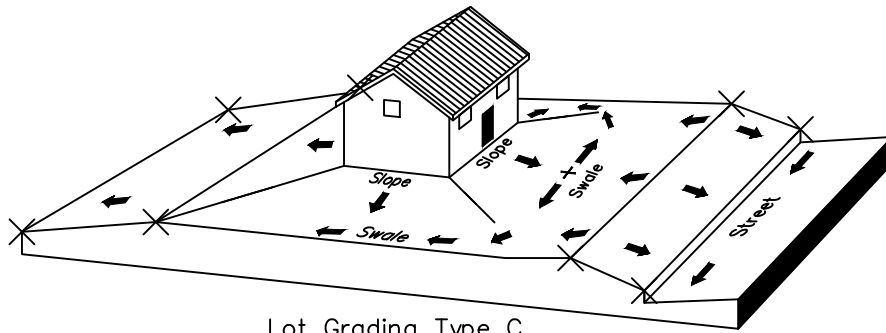 Slope
Slope
Swale
Swale
Street
Lot Grading Type C